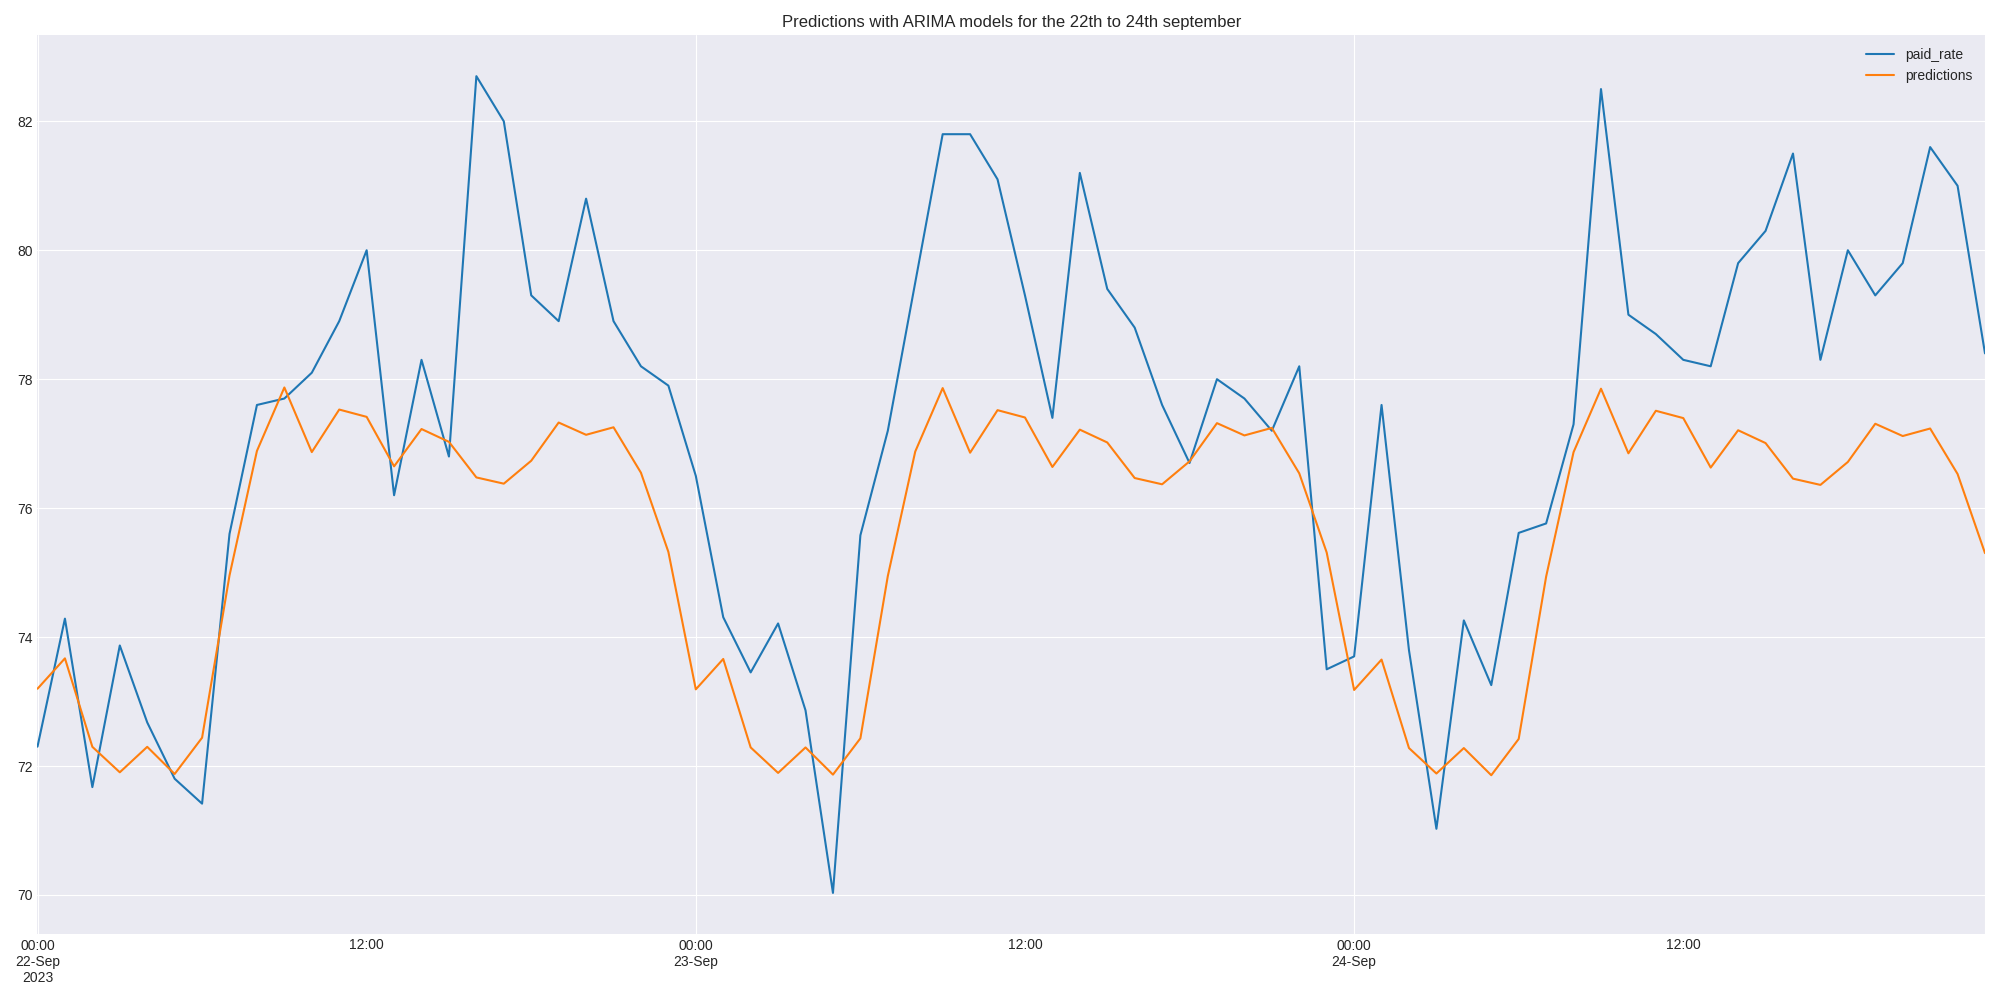 Predictions with ARIMA models for the 22th to 24th september
paid_rate
predictions
82
80
78
76
74
72
70
00:00
22-Sep
2023
12:00
00:00
23-Sep
12:00
00:00
24-Sep
12:00